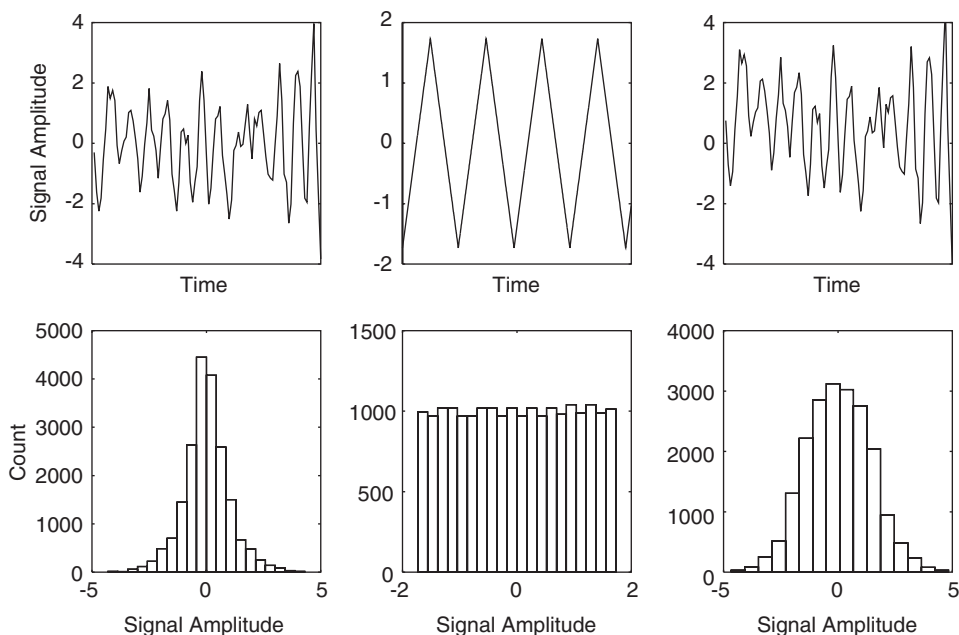 4 2 4
2 1 2
0 0 0
-2 -1 -2
-4 -2 -4
Signal Amplitude
Time Time Time
5000 1500 4000
4000
3000 1000 3000
2000 500 2000
1000 1000
0 0 0
Count
-5 0 5 -2 0 2 -5 0 5
Signal Amplitude Signal Amplitude Signal Amplitude